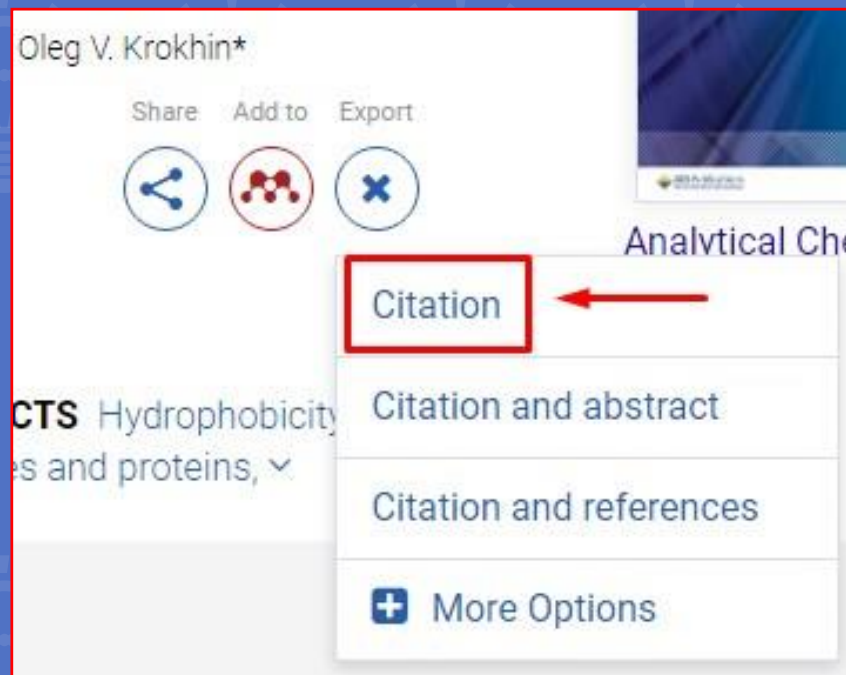 Oleg V. Krokhin*
Share Add to Export
Analytical Che
Citation
Citation and abstract
CTS Hydrophobicity
es and proteins,
Citation and references
More Options